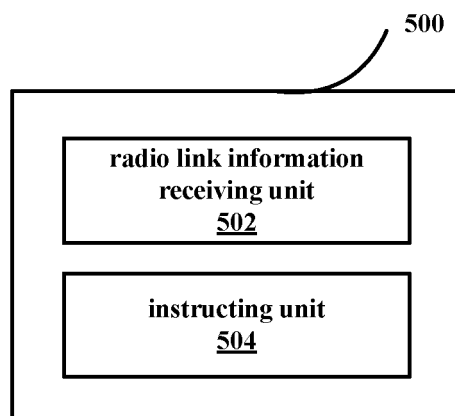 500
radio link information
receiving unit
502
instructing unit
504